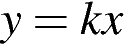 y = kx